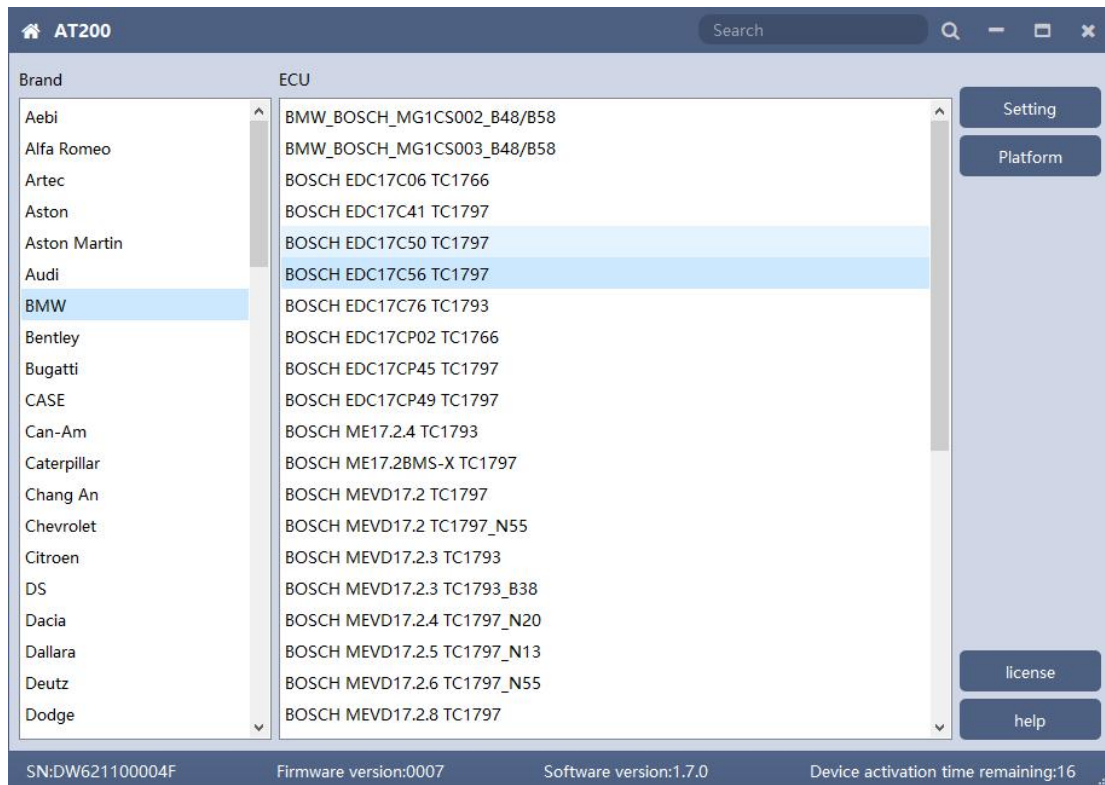 AT200
Search
Brand
ECU
Aebi
Alfa Romeo
Artec
Aston
Aston Martin
Audi
BMW
Bentley
Bugatti
CASE
Can-Am
Caterpillar
Chang An
Chevrolet
Citroen
DS
Dacia
Dallara
Deutz
Dodge
BMW_BOSCH_MG1CS002_B48/B58
BMW_BOSCH_MG1CS003_B48/B58
BOSCH EDC17C06 TC1766
BOSCH EDC17C41 TC1797
BOSCH EDC17C50 TC1797
BOSCH EDC17C56 TC1797
BOSCH EDC17C76 TC1793
BOSCH EDC17CP02 TC1766
BOSCH EDC17CP45 TC1797
BOSCH EDC17CP49 TC1797
BOSCH ME17.2.4 TC1793
BOSCH ME17.2BMS-X TC1797
BOSCH MEVD17.2 TC1797
BOSCH MEVD17.2 TC1797_N55
BOSCH MEVD17.2.3 TC1793
BOSCH MEVD17.2.3 TC1793_B38
BOSCH MEVD17.2.4 TC1797_N20
BOSCH MEVD17.2.5 TC1797_N13
BOSCH MEVD17.2.6 TC1797_N55
BOSCH MEVD17.2.8 TC1797
Setting
Platform
license
help
SN:DW621100004F
Firmware version:0007
Software version:1.7.0
Device activation time remaining:16